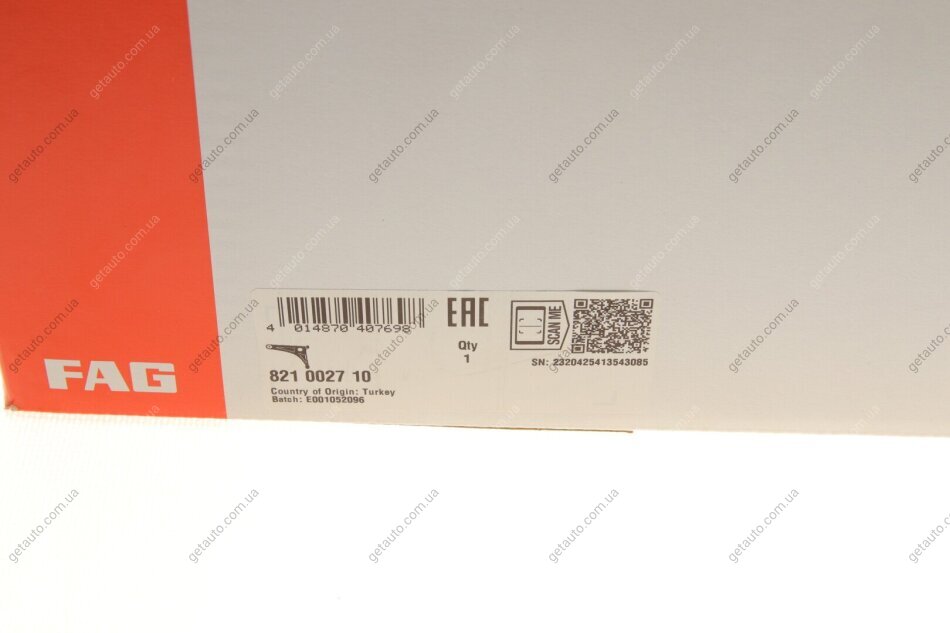 FAG
4 014870 407698
EAC
Qty
1
SCAN ME
SN: 2320425413543085
821 0027 10
Country of Origin: Turkey
Batch: E001052096
getauto.com.ua